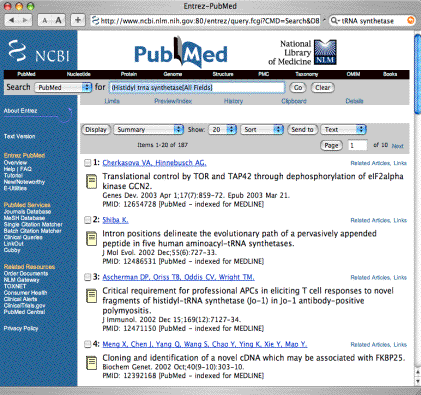 Entrez-PubMed
http://www.ncbi.nlm.nih.gov:80/entrez/query.fcgi?CMD=Search&DB
Q- tRNA synthetase
NCBI
PubMed
National Library of Medicine
NLM
PubMed Nucleotide Protein Genome Structure PMC Taxonomy OMIM Books
Search PubMed for (Histidyl trna synthetase[All Fields] Go Clear
Limits Preview/Index History Clipboard Details
About Entrez
Text Version
Entrez PubMed
Overview
Help | FAQ
Tutorial
New/Noteworthy
E-Utilities
PubMed Services
Journals Database
MeSH Database
Single Citation Matcher
Batch Citation Matcher
Clinical Queries
LinkOut
Cubby
Related Resources
Order Documents
NLM Gateway
TOXNET
Consumer Health
Clinical Alerts
ClinicalTrials.gov
PubMed Central
Privacy Policy
Display Summary Show: 20 Sort Send to Text
Items 1-20 of 187
Page 1 of 10 Next
1: Cherkasova VA, Hinnebusch AG. Related Articles, Links
Translational control by TOR and TAP42 through dephosphorylation of eIF2alpha
kinase GCN2.
Genes Dev. 2003 Apr 1;17(7):859-72. Epub 2003 Mar 21.
PMID: 12654728 [PubMed - indexed for MEDLINE]
2: Shiba K. Related Articles, Links
Intron positions delineate the evolutionary path of a pervasively appended
peptide in five human aminoacyl-tRNA synthetases.
J Mol Evol. 2002 Dec;55(6):727-33.
PMID: 12486531 [PubMed - indexed for MEDLINE]
3: Ascherman DP, Oriss TB, Oddis CV, Wright TM. Related Articles, Links
Critical requirement for professional APCs in eliciting T cell responses to novel
fragments of histidyl-tRNA synthetase (Jo-1) in Jo-1 antibody-positive
polymyositis.
J Immunol. 2002 Dec 15;169(12):7127-34.
PMID: 12471150 [PubMed - indexed for MEDLINE]
4: Meng X, Chen J, Yang Q, Wang S, Chao Y, Ying K, Xie Y, Mao Y. Related Articles, Links
Cloning and identification of a novel cDNA which may be associated with FKBP25.
Biochem Genet. 2002 Oct;40(9-10):303-10.
PMID: 12392168 [PubMed - indexed for MEDLINE]